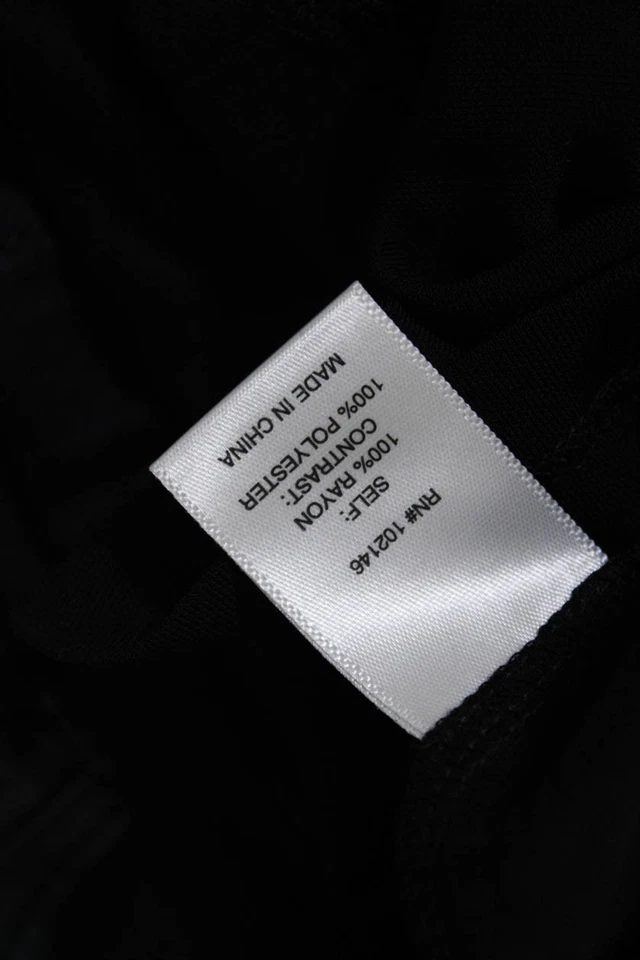 RN# 102146
SELF:
100% RAYON
CONTRAST:
100% POLYESTER
MADE IN CHINA